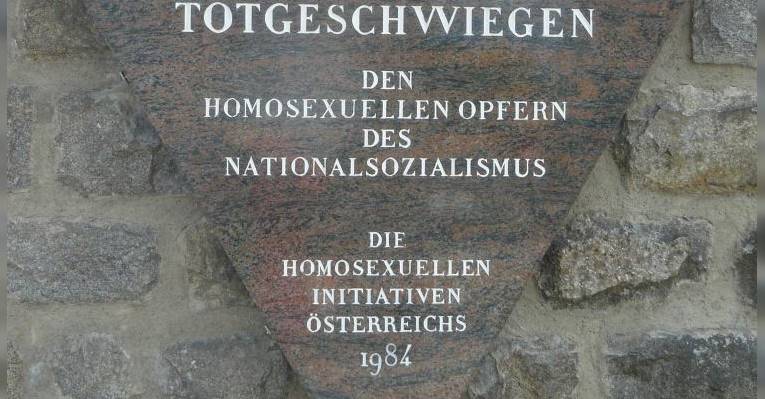 TOTGESCHWIEGEN
DEN
HOMOSEXUELLEN OPFERN
DES
NATIONALSOZIALISMUS
DIE
HOMOSEXUELLEN
INITIATIVEN
ÖSTERREICHS
1984